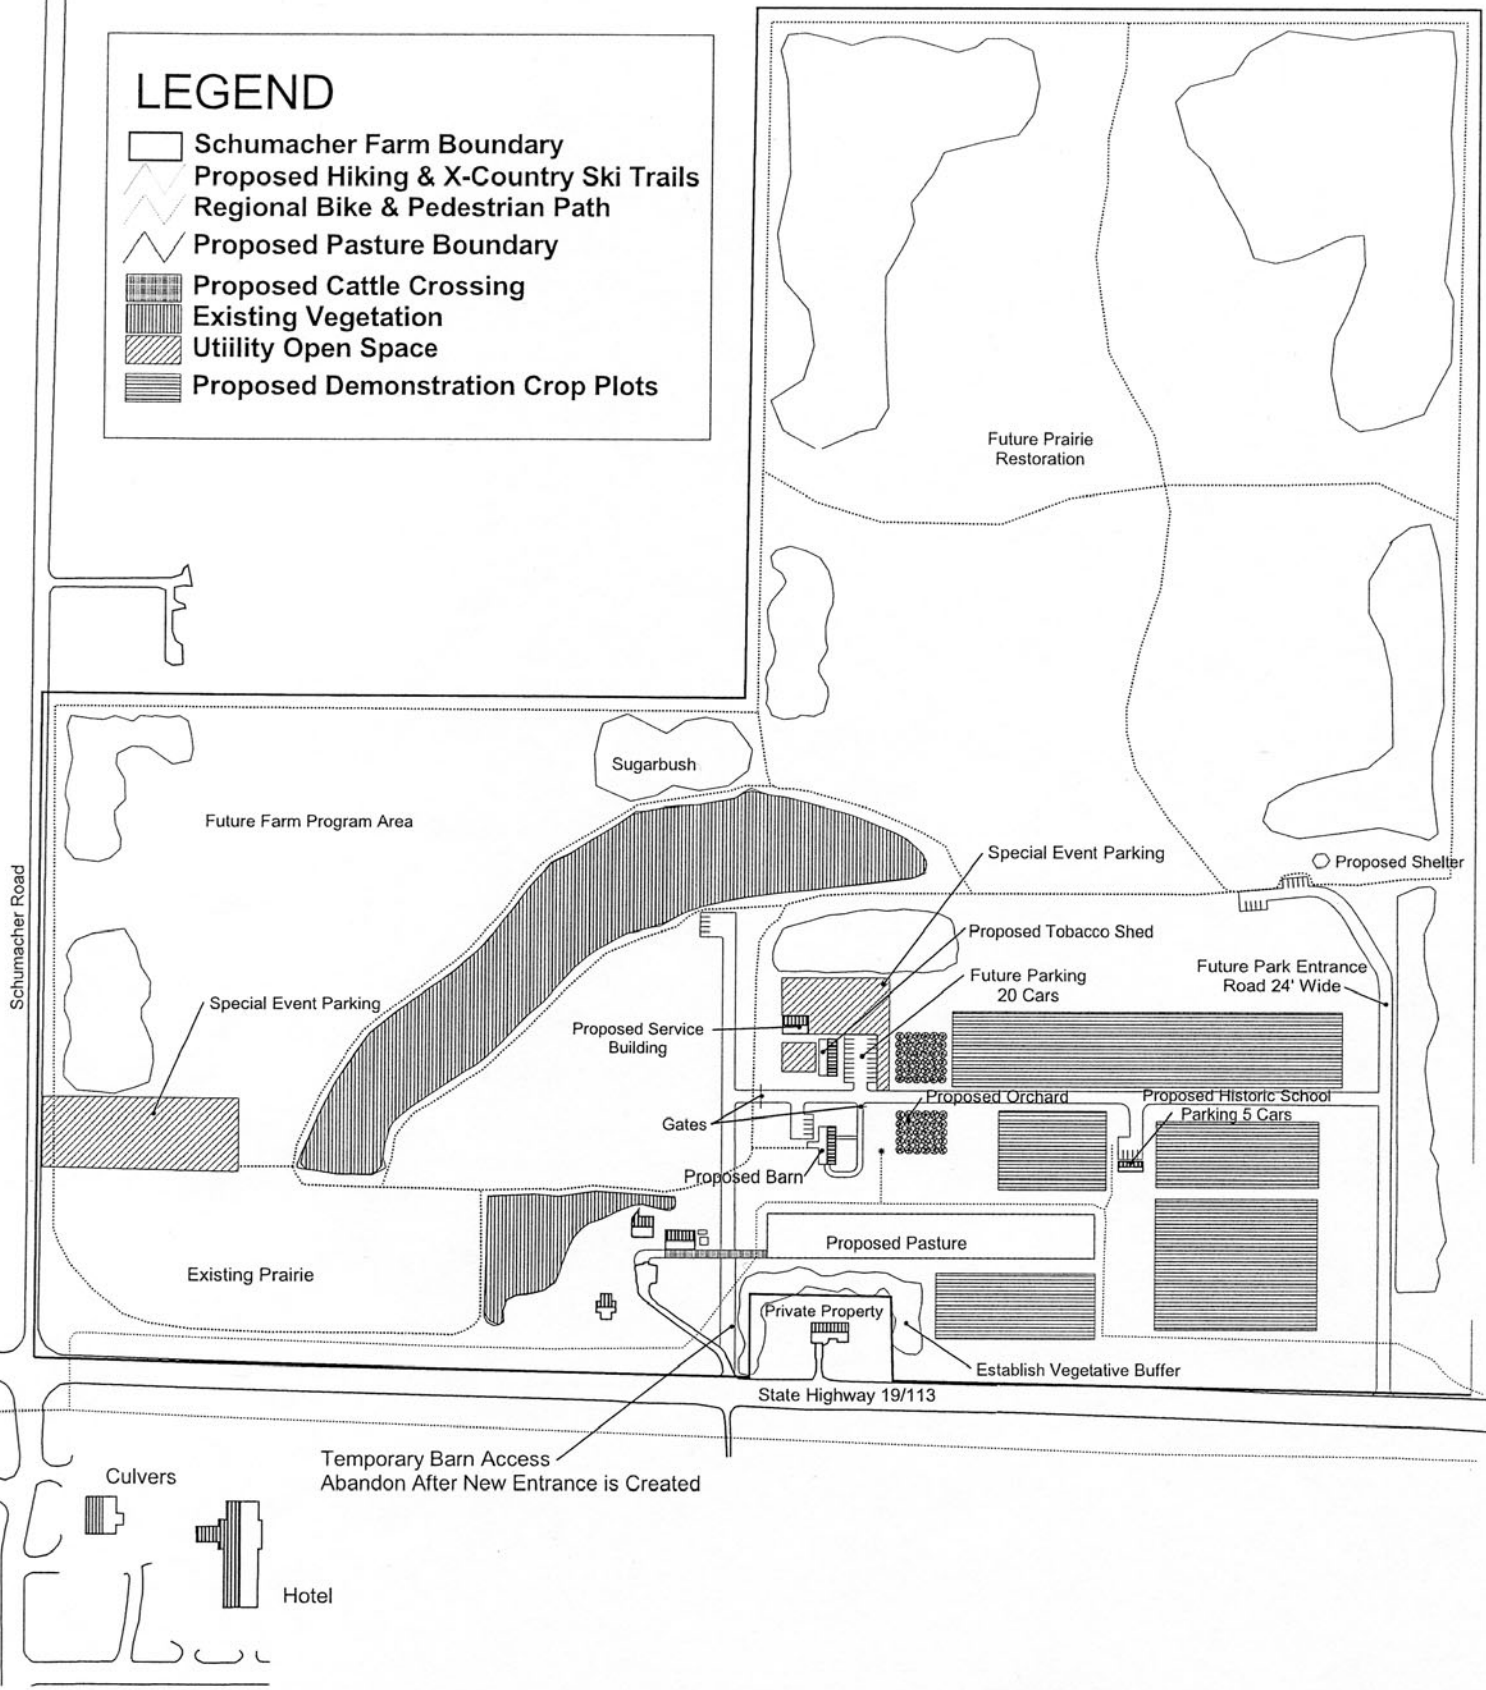 LEGEND
Schumacher Farm Boundary
Proposed Hiking & X-Country Ski Trails
Regional Bike & Pedestrian Path
Proposed Pasture Boundary
Proposed Cattle Crossing
Existing Vegetation
Utiility Open Space
Proposed Demonstration Crop Plots
Future Prairie
Restoration
Sugarbush
Future Farm Program Area
Special Event Parking
Proposed Shelter
Schumacher Road
Proposed Tobacco Shed
Future Parking
20 Cars
Future Park Entrance
Road 24' Wide
Special Event Parking
Proposed Service
Building
Proposed Orchard
Proposed Historic School
Parking 5 Cars
Gates
Proposed Barn
Proposed Pasture
Existing Prairie
Private Property
Establish Vegetative Buffer
State Highway 19/113
Temporary Barn Access
Abandon After New Entrance is Created
Culvers
Hotel